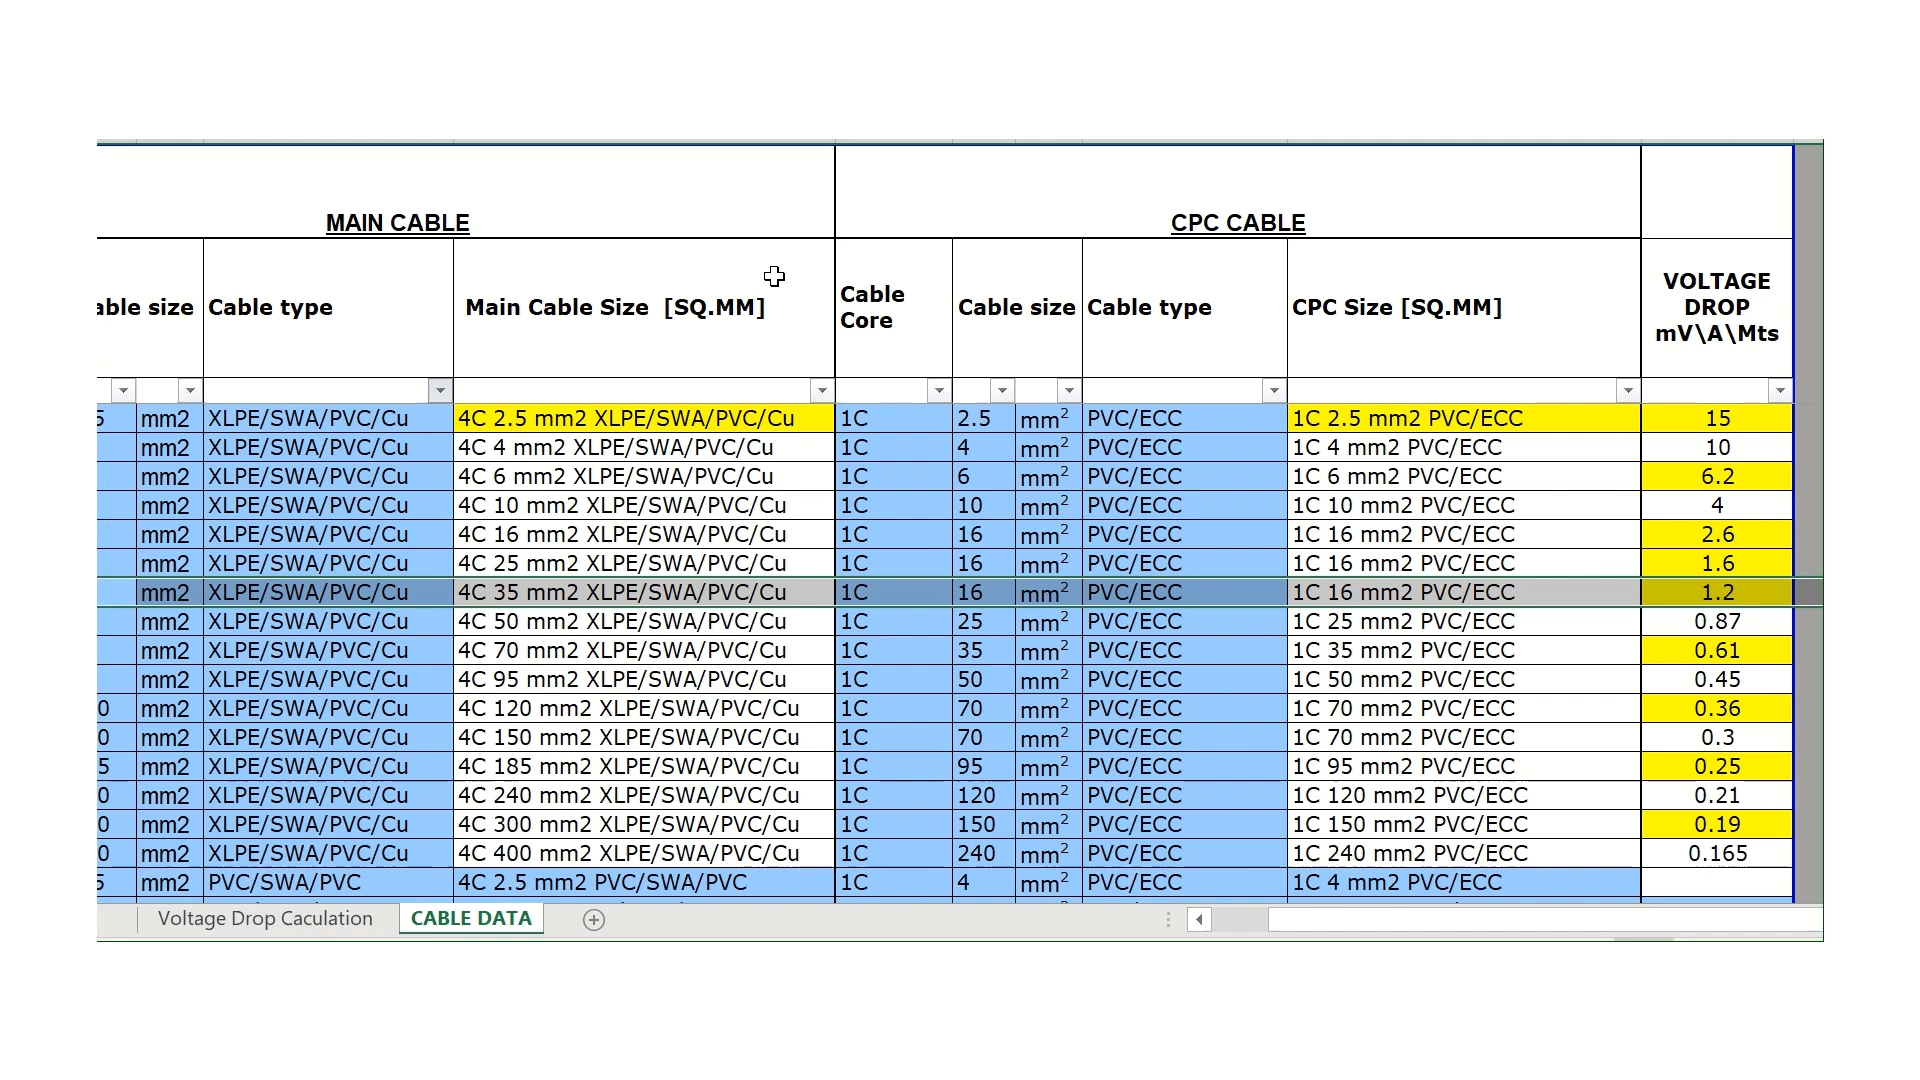 MAIN CABLE CPC CABLE
able size Cable type Main Cable Size [SQ.MM] Cable Core Cable size Cable type CPC Size [SQ.MM] VOLTAGE DROP mV\A\Mts
5 mm2 XLPE/SWA/PVC/Cu 4C 2.5 mm2 XLPE/SWA/PVC/Cu 1C 2.5 mm² PVC/ECC 1C 2.5 mm2 PVC/ECC 15
mm2 XLPE/SWA/PVC/Cu 4C 4 mm2 XLPE/SWA/PVC/Cu 1C 4 mm² PVC/ECC 1C 4 mm2 PVC/ECC 10
mm2 XLPE/SWA/PVC/Cu 4C 6 mm2 XLPE/SWA/PVC/Cu 1C 6 mm² PVC/ECC 1C 6 mm2 PVC/ECC 6.2
mm2 XLPE/SWA/PVC/Cu 4C 10 mm2 XLPE/SWA/PVC/Cu 1C 10 mm² PVC/ECC 1C 10 mm2 PVC/ECC 4
mm2 XLPE/SWA/PVC/Cu 4C 16 mm2 XLPE/SWA/PVC/Cu 1C 16 mm² PVC/ECC 1C 16 mm2 PVC/ECC 2.6
mm2 XLPE/SWA/PVC/Cu 4C 25 mm2 XLPE/SWA/PVC/Cu 1C 16 mm² PVC/ECC 1C 16 mm2 PVC/ECC 1.6
mm2 XLPE/SWA/PVC/Cu 4C 35 mm2 XLPE/SWA/PVC/Cu 1C 16 mm² PVC/ECC 1C 16 mm2 PVC/ECC 1.2
mm2 XLPE/SWA/PVC/Cu 4C 50 mm2 XLPE/SWA/PVC/Cu 1C 25 mm² PVC/ECC 1C 25 mm2 PVC/ECC 0.87
mm2 XLPE/SWA/PVC/Cu 4C 70 mm2 XLPE/SWA/PVC/Cu 1C 35 mm² PVC/ECC 1C 35 mm2 PVC/ECC 0.61
mm2 XLPE/SWA/PVC/Cu 4C 95 mm2 XLPE/SWA/PVC/Cu 1C 50 mm² PVC/ECC 1C 50 mm2 PVC/ECC 0.45
0 mm2 XLPE/SWA/PVC/Cu 4C 120 mm2 XLPE/SWA/PVC/Cu 1C 70 mm² PVC/ECC 1C 70 mm2 PVC/ECC 0.36
0 mm2 XLPE/SWA/PVC/Cu 4C 150 mm2 XLPE/SWA/PVC/Cu 1C 70 mm² PVC/ECC 1C 70 mm2 PVC/ECC 0.3
5 mm2 XLPE/SWA/PVC/Cu 4C 185 mm2 XLPE/SWA/PVC/Cu 1C 95 mm² PVC/ECC 1C 95 mm2 PVC/ECC 0.25
0 mm2 XLPE/SWA/PVC/Cu 4C 240 mm2 XLPE/SWA/PVC/Cu 1C 120 mm² PVC/ECC 1C 120 mm2 PVC/ECC 0.21
0 mm2 XLPE/SWA/PVC/Cu 4C 300 mm2 XLPE/SWA/PVC/Cu 1C 150 mm² PVC/ECC 1C 150 mm2 PVC/ECC 0.19
0 mm2 XLPE/SWA/PVC/Cu 4C 400 mm2 XLPE/SWA/PVC/Cu 1C 240 mm² PVC/ECC 1C 240 mm2 PVC/ECC 0.165
5 mm2 PVC/SWA/PVC 4C 2.5 mm2 PVC/SWA/PVC 1C 4 mm² PVC/ECC 1C 4 mm2 PVC/ECC
Voltage Drop Caculation CABLE DATA